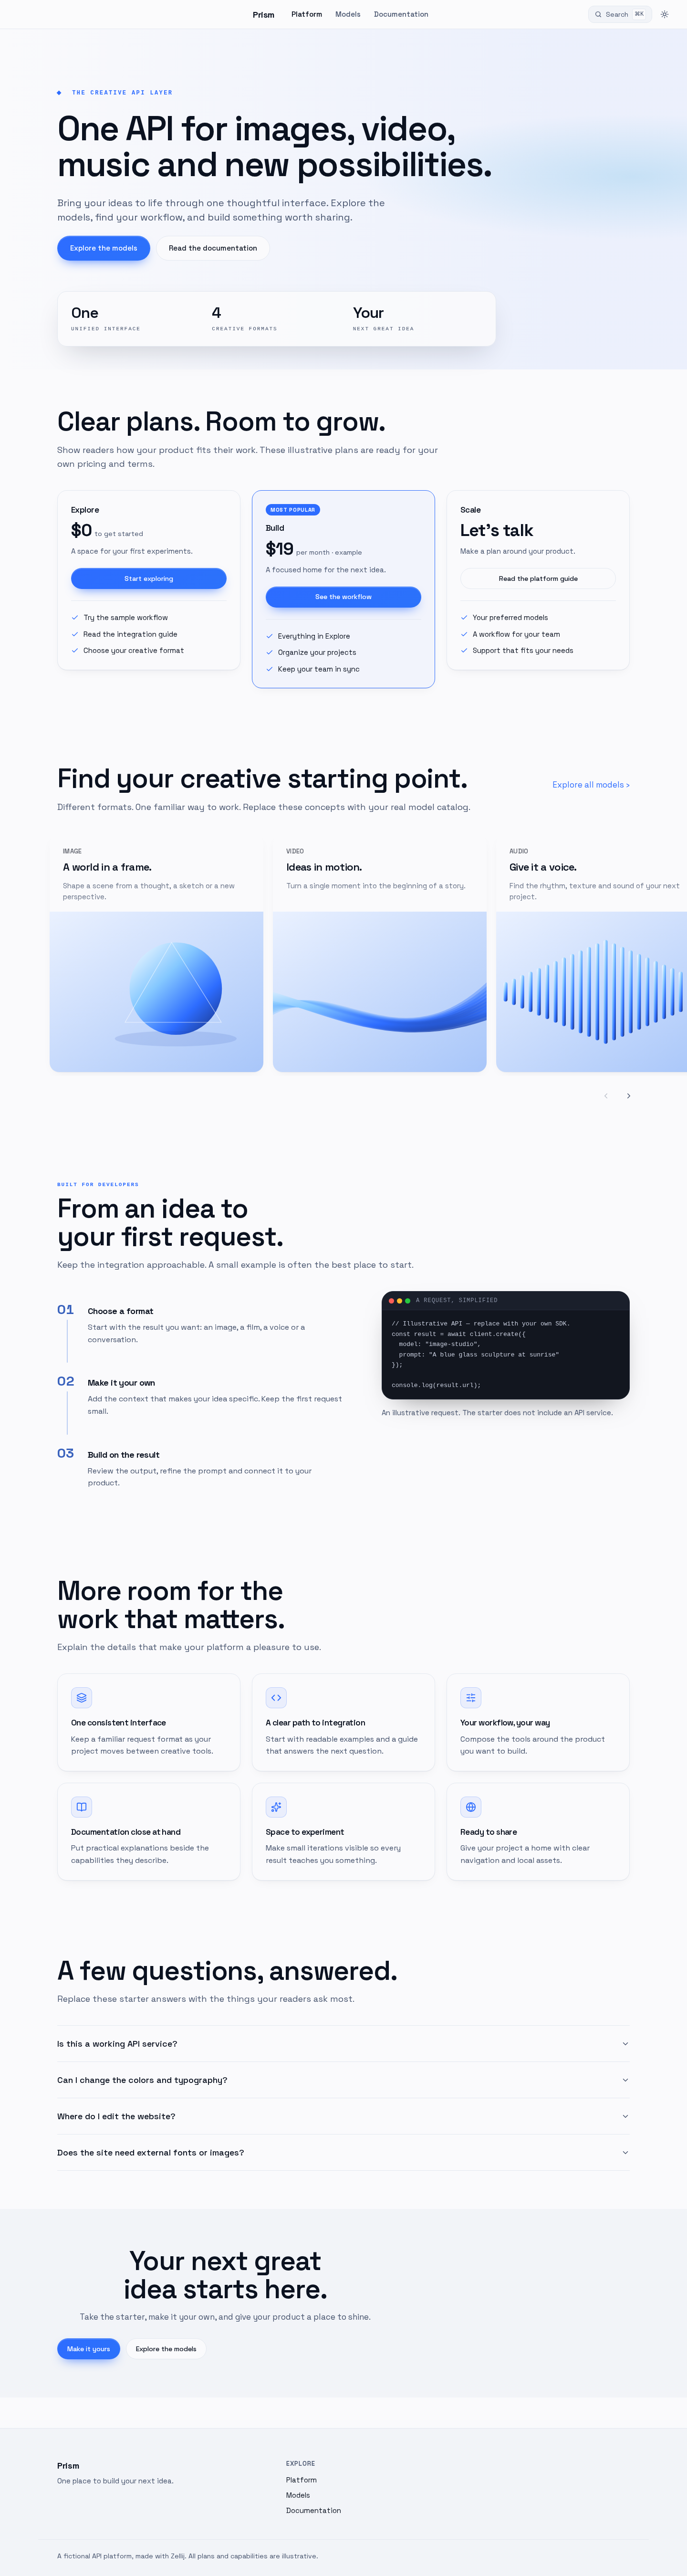 Prism
Platform
Models
Documentation
Search
⌘K
THE CREATIVE API LAYER
One API for images, video,
music and new possibilities.
Bring your ideas to life through one thoughtful interface. Explore the
models, find your workflow, and build something worth sharing.
Explore the models
Read the documentation
One
UNIFIED INTERFACE
4
CREATIVE FORMATS
Your
NEXT GREAT IDEA
Clear plans. Room to grow.
Show readers how your product fits their work. These illustrative plans are ready for your
own pricing and terms.
Explore
$0 to get started
A space for your first experiments.
Start exploring
Try the sample workflow
Read the integration guide
Choose your creative format
MOST POPULAR
Build
$19 per month · example
A focused home for the next idea.
See the workflow
Everything in Explore
Organize your projects
Keep your team in sync
Scale
Let's talk
Make a plan around your product.
Read the platform guide
Your preferred models
A workflow for your team
Support that fits your needs
Find your creative starting point.
Explore all models >
Different formats. One familiar way to work. Replace these concepts with your real model catalog.
IMAGE
A world in a frame.
Shape a scene from a thought, a sketch or a new
perspective.
VIDEO
Ideas in motion.
Turn a single moment into the beginning of a story.
AUDIO
Give it a voice.
Find the rhythm, texture and sound of your next
project.
BUILT FOR DEVELOPERS
From an idea to
your first request.
Keep the integration approachable. A small example is often the best place to start.
01
Choose a format
Start with the result you want: an image, a film, a voice or a
conversation.
02
Make it your own
Add the context that makes your idea specific. Keep the first request
small.
03
Build on the result
Review the output, refine the prompt and connect it to your
product.
A REQUEST, SIMPLIFIED
// Illustrative API — replace with your own SDK.
const result = await client.create({
model: "image-studio",
prompt: "A blue glass sculpture at sunrise"
});
console.log(result.url);
An illustrative request. The starter does not include an API service.
More room for the
work that matters.
Explain the details that make your platform a pleasure to use.
One consistent interface
Keep a familiar request format as your
project moves between creative tools.
A clear path to integration
Start with readable examples and a guide
that answers the next question.
Your workflow, your way
Compose the tools around the product
you want to build.
Documentation close at hand
Put practical explanations beside the
capabilities they describe.
Space to experiment
Make small iterations visible so every
result teaches you something.
Ready to share
Give your project a home with clear
navigation and local assets.
A few questions, answered.
Replace these starter answers with the things your readers ask most.
Is this a working API service?
Can I change the colors and typography?
Where do I edit the website?
Does the site need external fonts or images?
Your next great
idea starts here.
Take the starter, make it your own, and give your product a place to shine.
Make it yours
Explore the models
Prism
One place to build your next idea.
EXPLORE
Platform
Models
Documentation
A fictional API platform, made with Zellij. All plans and capabilities are illustrative.